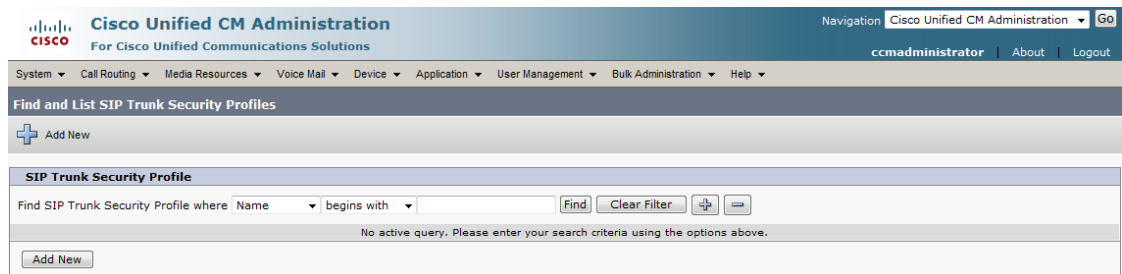 Cisco Unified CM Administration
Navigation Cisco Unified CM Administration Go
CISCO For Cisco Unified Communications Solutions
ccmadministrator | About | Logout
System Call Routing Media Resources Voice Mail Device Application User Management Bulk Administration Help
Find and List SIP Trunk Security Profiles
Add New
SIP Trunk Security Profile
Find SIP Trunk Security Profile where Name begins with Find Clear Filter
No active query. Please enter your search criteria using the options above.
Add New